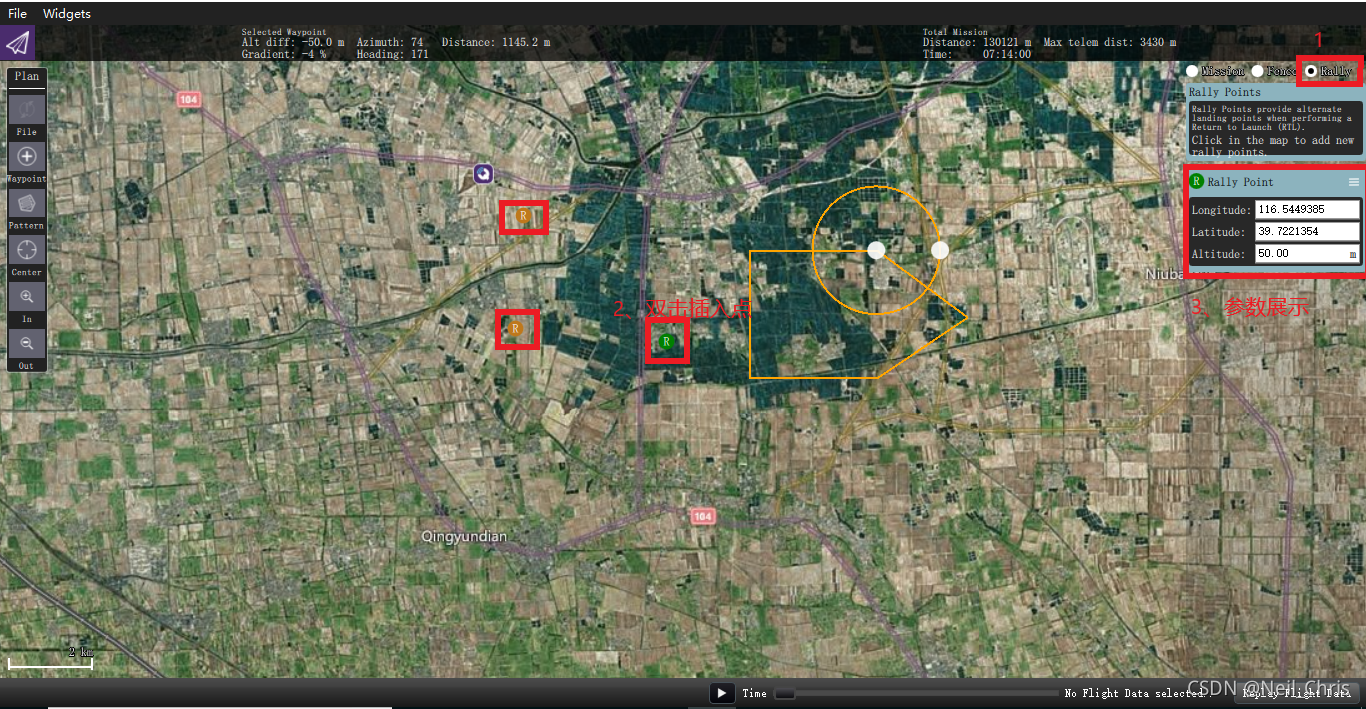 File Widgets
Selected Waypoint
Alt diff: -50.0 m Azimuth: 74 Distance: 1145.2 m
Gradient: -4 % Heading: 171
Total Mission
Distance: 130121 m Max telem dist: 3430 m
Time: 07:14:00
1
Mission Fence Rally
Plan
File
Waypoint
Pattern
Center
In
Out
Rally Points
Rally Points provide alternate
landing points when performing a
Return to Launch (RTL).
Click in the map to add new
rally points.
R Rally Point
Longitude: 116.5449385
Latitude: 39.7221354
Altitude: 50.00 m
104
R
R
R
2、双击插入点
3、参数展示
Niuba
104
Qingyundian
2 km
Time
No Flight Data selected.
Replay Flight Data
CSDN @Neil_Chris